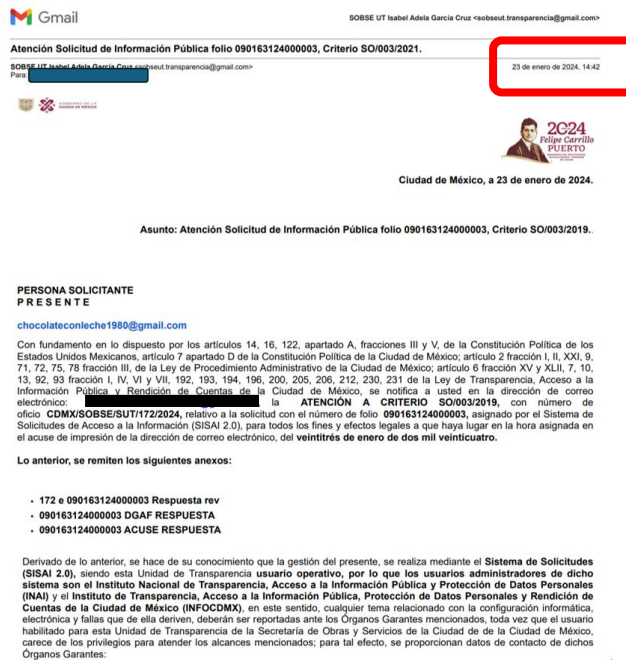 Gmail
SOBSE UT Isabel Adela García Cruz <sobseut.transparencia@gmail.com>
Atención Solicitud de Información Pública folio 090163124000003, Criterio SO/003/2021.
SOBSE UT Isabel Adela García Cruz <sobseut.transparencia@gmail.com>
23 de enero de 2024, 14:42
Para:
GOBIERNO DE LA
CIUDAD DE MÉXICO
2024
Felipe Carrillo
PUERTO
Ciudad de México, a 23 de enero de 2024.
Asunto: Atención Solicitud de Información Pública folio 090163124000003, Criterio SO/003/2019.
PERSONA SOLICITANTE
P R E S E N T E
chocolateconleche1980@gmail.com
Con fundamento en lo dispuesto por los artículos 14, 16, 122, apartado A, fracciones III y V, de la Constitución Política de los
Estados Unidos Mexicanos, artículo 7 apartado D de la Constitución Política de la Ciudad de México; artículo 2 fracción I, II, XXI, 9,
71, 72, 75, 78 fracción III, de la Ley de Procedimiento Administrativo de la Ciudad de México; artículo 6 fracción XV y XLII, 7, 10,
13, 92, 93 fracción I, IV, VI y VII, 192, 193, 194, 196, 200, 205, 206, 212, 230, 231 de la Ley de Transparencia, Acceso a la
Información Pública y Rendición de Cuentas de la Ciudad de México, se notifica a usted en la dirección de correo
electrónico: la ATENCIÓN A CRITERIO SO/003/2019, con número de
oficio CDMX/SOBSE/SUT/172/2024, relativo a la solicitud con el número de folio 090163124000003, asignado por el Sistema de
Solicitudes de Acceso a la Información (SISAI 2.0), para todos los fines y efectos legales a que haya lugar en la hora asignada en
el acuse de impresión de la dirección de correo electrónico, del veintitrés de enero de dos mil veinticuatro.
Lo anterior, se remiten los siguientes anexos:
• 172 e 090163124000003 Respuesta rev
• 090163124000003 DGAF RESPUESTA
• 090163124000003 ACUSE RESPUESTA
Derivado de lo anterior, se hace de su conocimiento que la gestión del presente, se realiza mediante el Sistema de Solicitudes
(SISAI 2.0), siendo esta Unidad de Transparencia usuario operativo, por lo que los usuarios administradores de dicho
sistema son el Instituto Nacional de Transparencia, Acceso a la Información Pública y Protección de Datos Personales
(INAI) y el Instituto de Transparencia, Acceso a la Información Pública, Protección de Datos Personales y Rendición de
Cuentas de la Ciudad de México (INFOCDMX), en este sentido, cualquier tema relacionado con la configuración informática,
electrónica y fallas que de ella deriven, deberán ser reportadas ante los Órganos Garantes mencionados, toda vez que el usuario
habilitado para esta Unidad de Transparencia de la Secretaría de Obras y Servicios de la Ciudad de de la Ciudad de México,
carece de los privilegios para atender los alcances mencionados; para tal efecto, se proporcionan datos de contacto de dichos
Órganos Garantes: